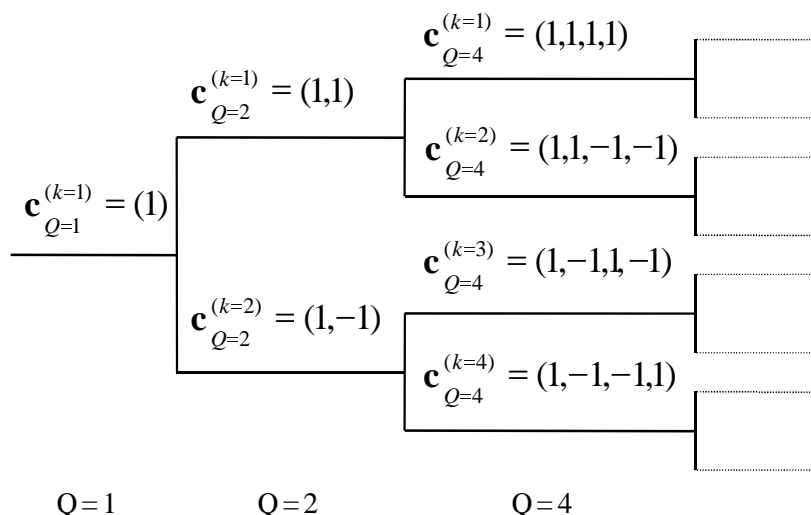 c_{Q=4}^{(k=1)} = (1,1,1,1)
c_{Q=2}^{(k=1)} = (1,1)
c_{Q=4}^{(k=2)} = (1,1,−1,−1)
c_{Q=1}^{(k=1)} = (1)
c_{Q=4}^{(k=3)} = (1,−1,1,−1)
c_{Q=2}^{(k=2)} = (1,−1)
c_{Q=4}^{(k=4)} = (1,−1,−1,1)
Q = 1 Q = 2 Q = 4